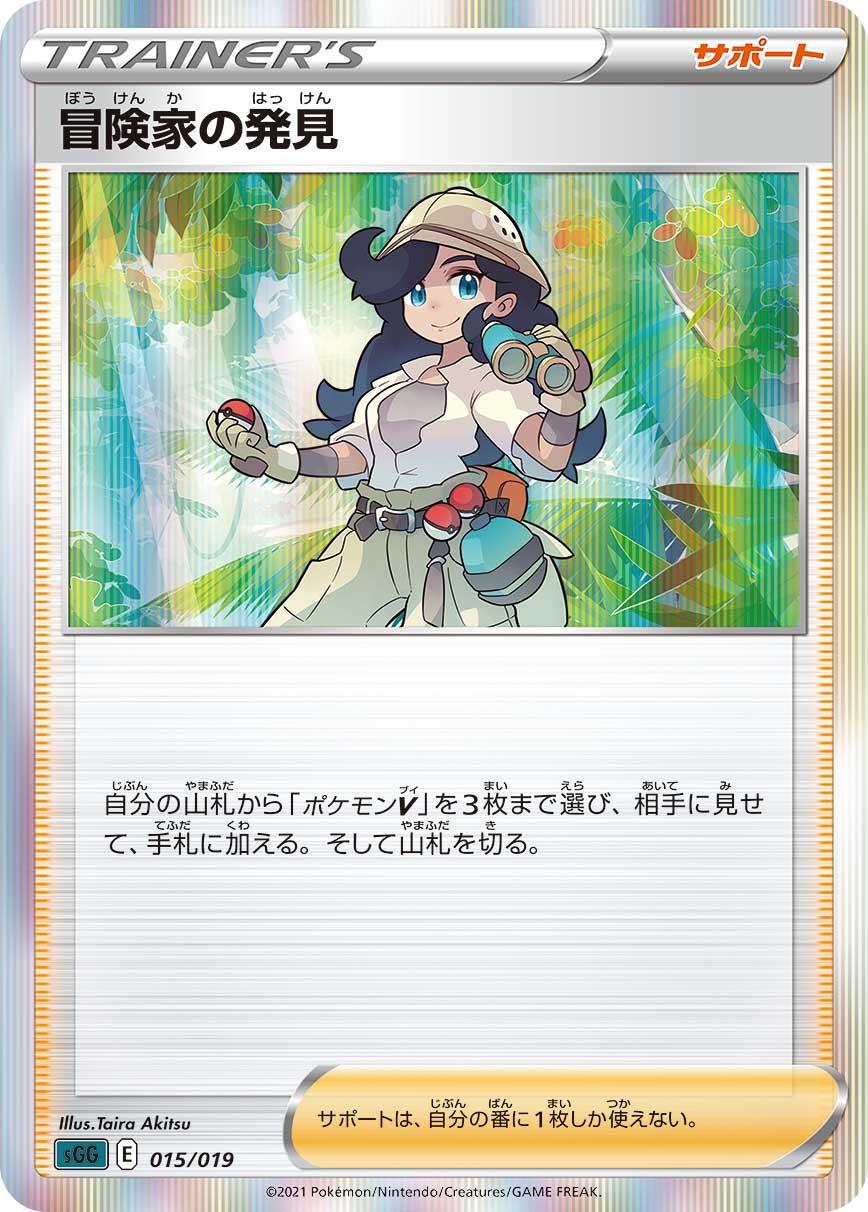 TRAINER'S サポート
ぼう けん か はっ けん
冒険家の発見
じぶん やまふだ ブイ まい えら あいて み
自分の山札から「ポケモンV」を3枚まで選び、相手に見せ
てふだ くわ やまふだ き
て、手札に加える。そして山札を切る。
Illus.Taira Akitsu
じぶん ばん まい つか
サポートは、自分の番に1枚しか使えない。
sGG E 015/019
©2021 Pokémon/Nintendo/Creatures/GAME FREAK.